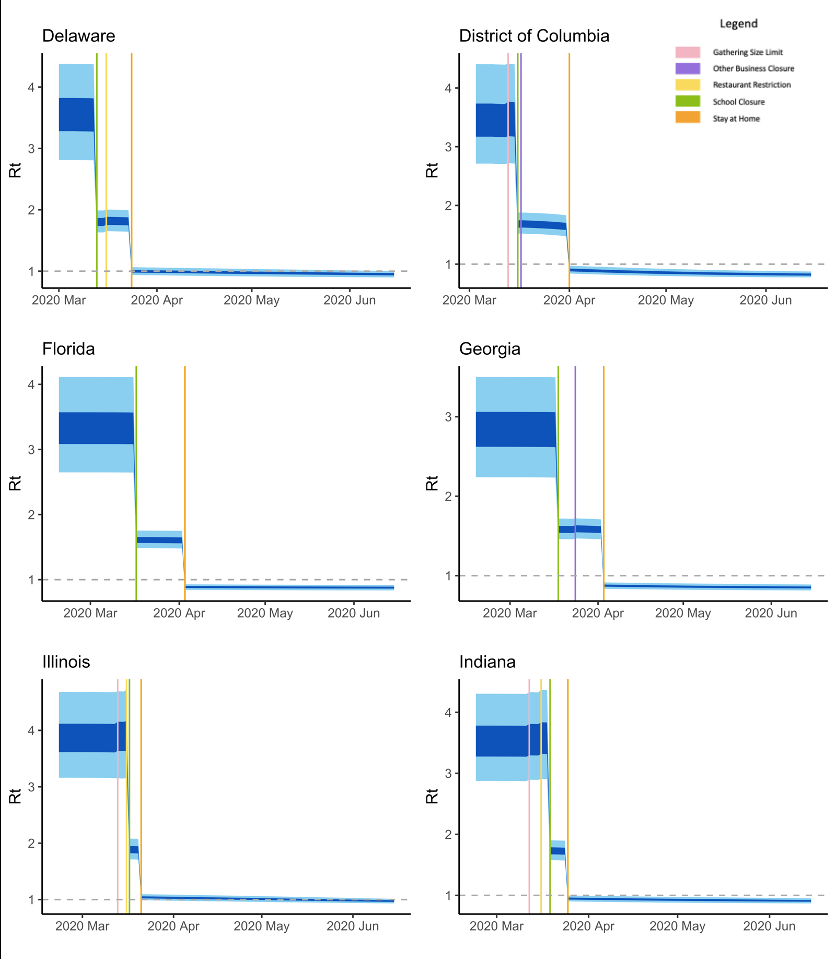 Legend
Delaware
District of Columbia
Gathering Size Limit
Other Business Closure
Restaurant Restriction
School Closure
Stay at Home
Rt
4
3
2
1
2020 Mar 2020 Apr 2020 May 2020 Jun
Rt
4
3
2
1
2020 Mar 2020 Apr 2020 May 2020 Jun
Florida
Rt
4
3
2
1
2020 Mar 2020 Apr 2020 May 2020 Jun
Georgia
Rt
3
2
1
2020 Mar 2020 Apr 2020 May 2020 Jun
Illinois
Rt
4
3
2
1
2020 Mar 2020 Apr 2020 May 2020 Jun
Indiana
Rt
4
3
2
1
2020 Mar 2020 Apr 2020 May 2020 Jun